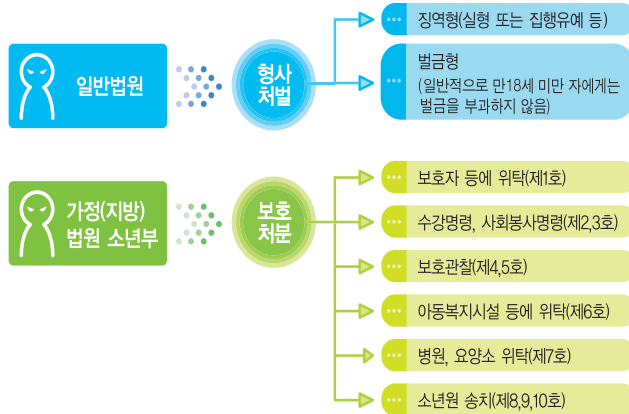 일반법원
형사
처벌
징역형(실형 또는 집행유예 등)
벌금형
(일반적으로 만18세 미만 자에게는
벌금을 부과하지 않음)
가정(지방)
법원 소년부
보호
처분
보호자 등에 위탁(제1호)
수강명령, 사회봉사명령(제2,3호)
보호관찰(제4,5호)
아동복지시설 등에 위탁(제6호)
병원, 요양소 위탁(제7호)
소년원 송치(제8,9,10호)